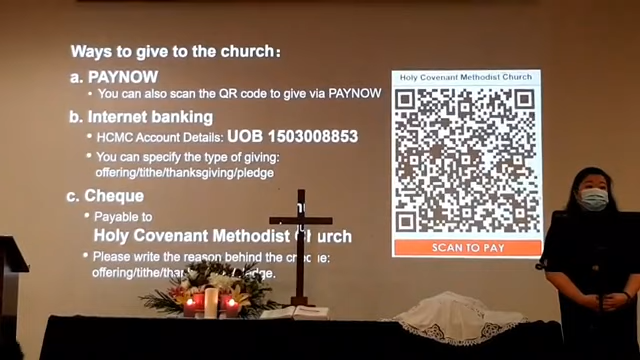 Ways to give to the church:
a. PAYNOW
• You can also scan the QR code to give via PAYNOW
b. Internet banking
• HCMC Account Details: UOB 1503008853
• You can specify the type of giving:
offering/tithe/thanksgiving/pledge
c. Cheque
• Payable to
Holy Covenant Methodist Church
• Please write the reason behind the cheque:
offering/tithe/
Holy Covenant Methodist Church
SCAN TO PAY